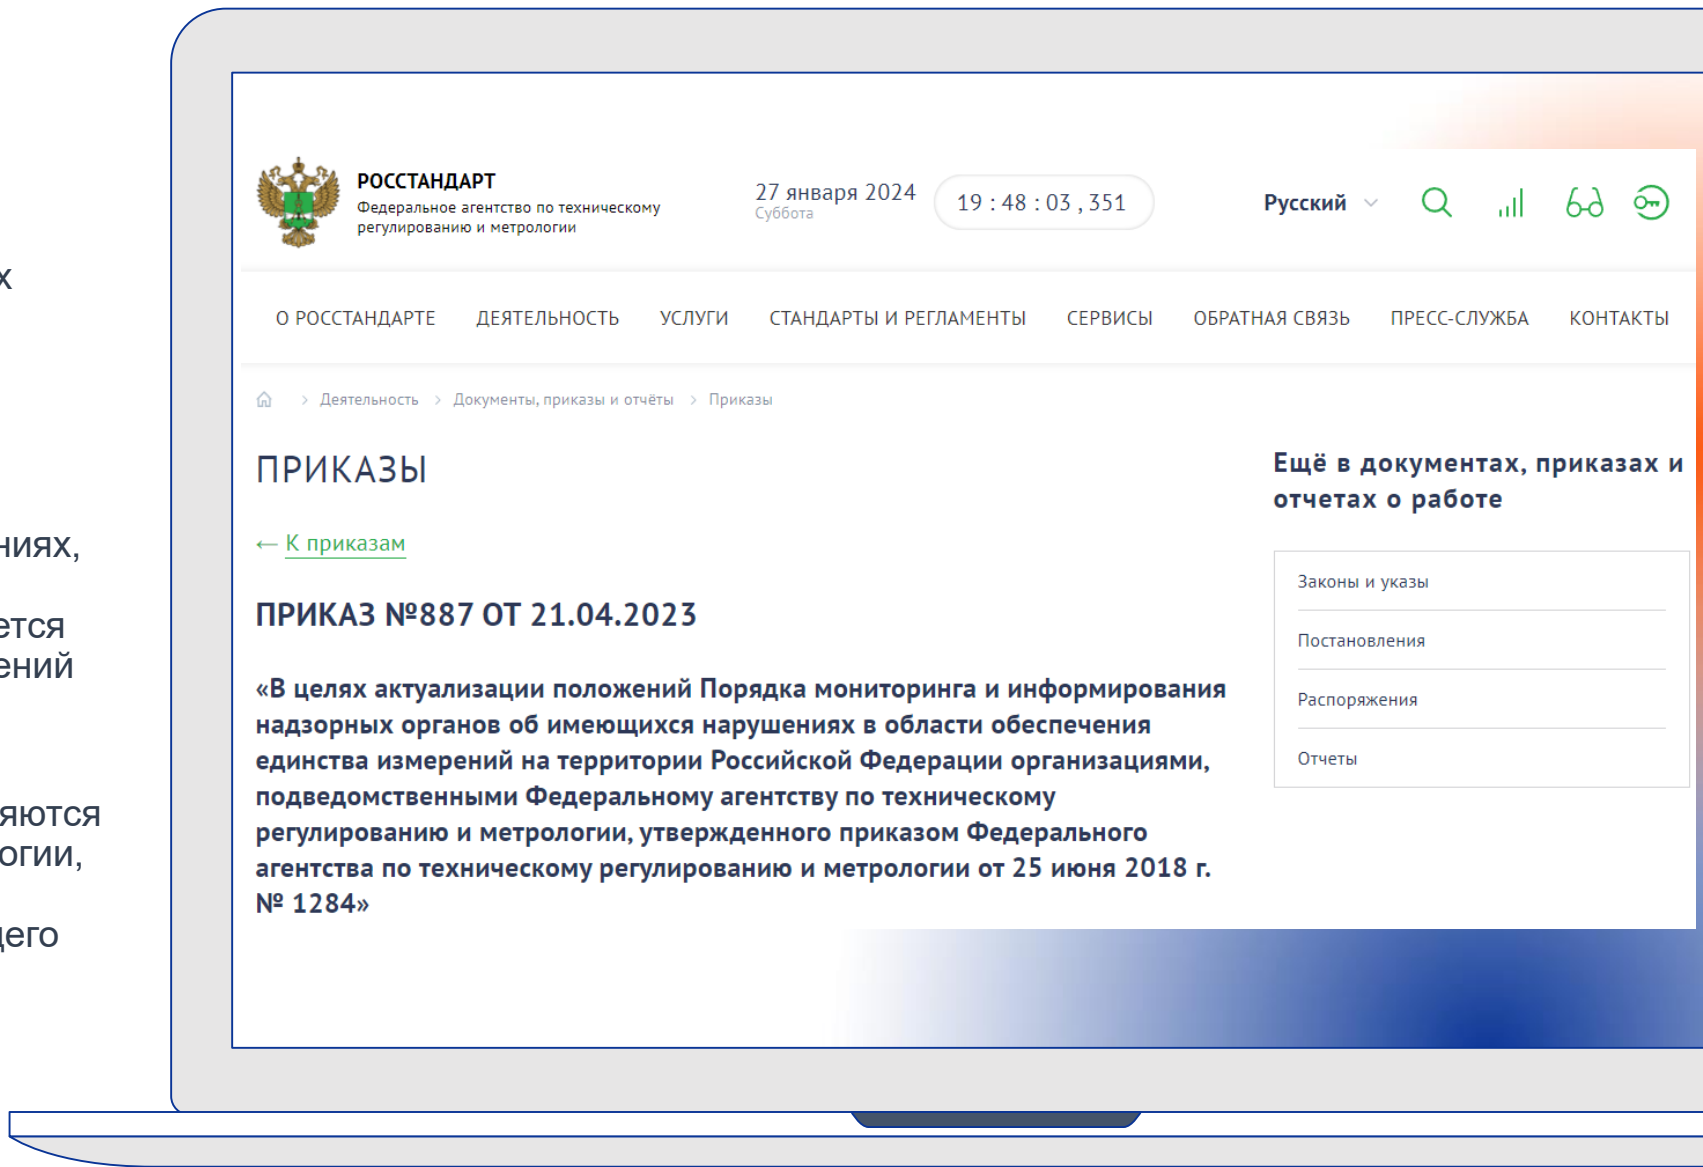 РОССТАНДАРТ
Федеральное агентство по техническому
регулированию и метрологии
27 января 2024
Суббота
19 : 48 : 03 , 351
Русский
О РОССТАНДАРТЕ ДЕЯТЕЛЬНОСТЬ УСЛУГИ СТАНДАРТЫ И РЕГЛАМЕНТЫ СЕРВИСЫ ОБРАТНАЯ СВЯЗЬ ПРЕСС-СЛУЖБА КОНТАКТЫ
> Деятельность > Документы, приказы и отчёты > Приказы
ПРИКАЗЫ
← К приказам
ПРИКАЗ №887 ОТ 21.04.2023
«В целях актуализации положений Порядка мониторинга и информирования
надзорных органов об имеющихся нарушениях в области обеспечения
единства измерений на территории Российской Федерации организациями,
подведомственными Федеральному агентству по техническому
регулированию и метрологии, утвержденного приказом Федерального
агентства по техническому регулированию и метрологии от 25 июня 2018 г.
№ 1284»
Ещё в документах, приказах и
отчетах о работе
Законы и указы
Постановления
Распоряжения
Отчеты